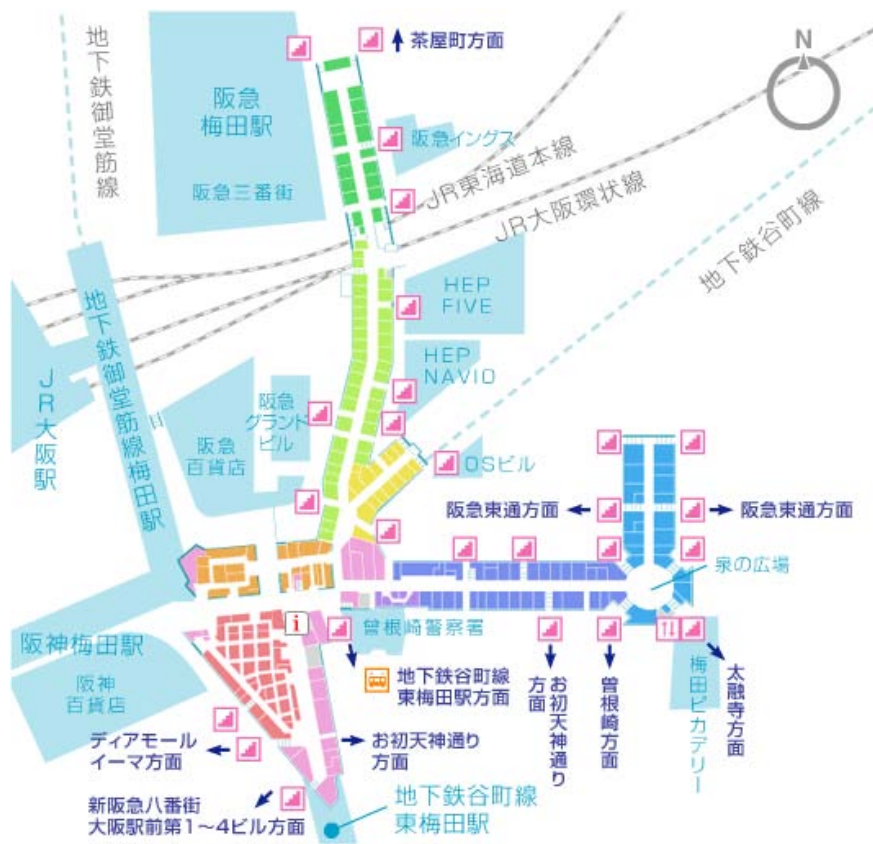 茶屋町方面
N
地下鉄御堂筋線
阪急
梅田駅
阪急イングス
阪急三番街
JR東海道本線
JR大阪環状線
地下鉄谷町線
HEP
FIVE
地下鉄御堂筋線梅田駅
HEP
NAVIO
JR大阪駅
阪急
グランド
ビル
阪急
百貨店
OSビル
阪急東通方面
阪急東通方面
泉の広場
i
曾根崎警察署
阪神梅田駅
阪神
百貨店
地下鉄谷町線
東梅田駅方面
お初天神通り
方面
曾根崎方面
梅田ピカデリー
太融寺方面
ディアモール
イーマ方面
お初天神通り
方面
新阪急八番街
大阪駅前第1～4ビル方面
地下鉄谷町線
東梅田駅